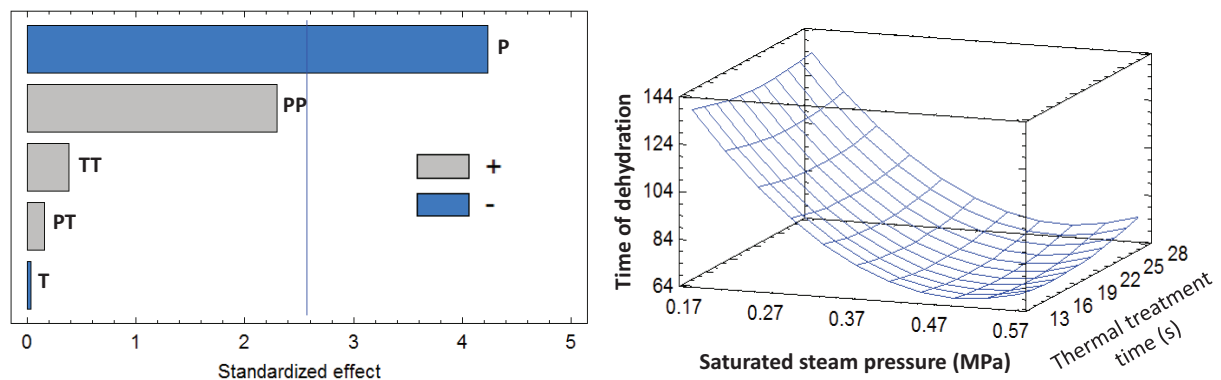 P
PP
TT
PT
T
+
-
0 1 2 3 4 5
Standardized effect
Time of dehydration
144
124
104
84
64
0.17 0.27 0.37 0.47 0.57
13 16 19 22 25 28
Saturated steam pressure (MPa)
Thermal treatment
time (s)